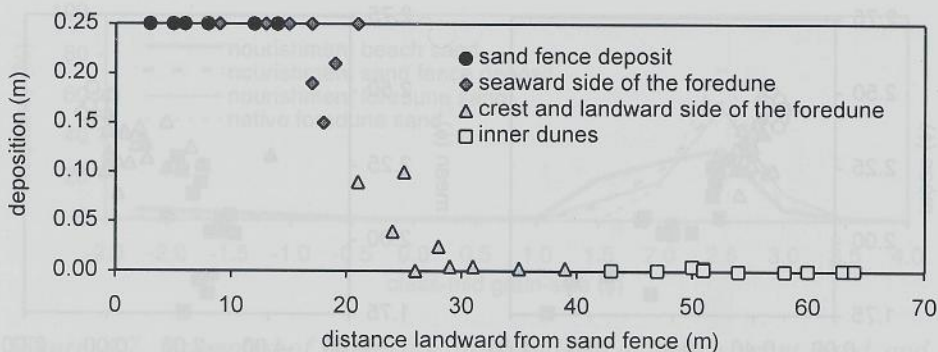 0.25
0.20
0.15
0.10
0.05
0.00
deposition (m)
sand fence deposit
seaward side of the foredune
crest and landward side of the foredune
inner dunes
0 10 20 30 40 50 60 70
distance landward from sand fence (m)